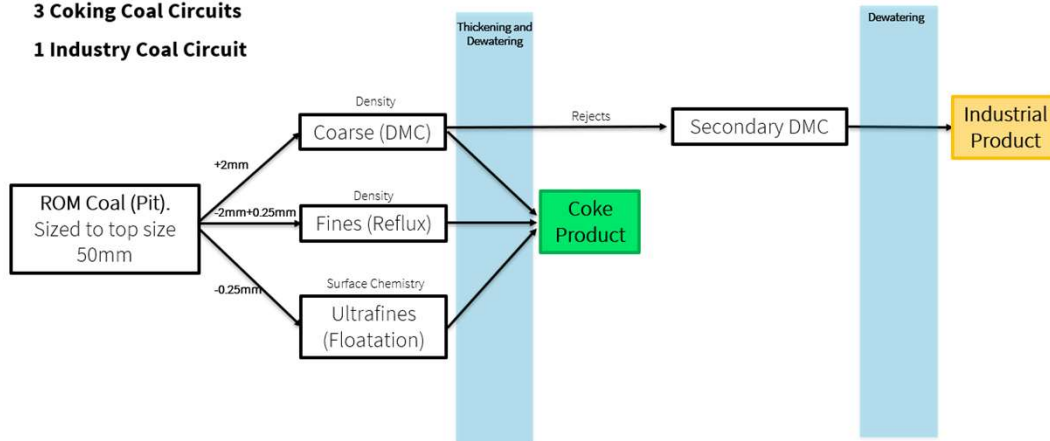 3 Coking Coal Circuits
1 Industry Coal Circuit
Thickening and
Dewatering
Dewatering
Density
Coarse (DMC)
Rejects
Secondary DMC
Industrial
Product
+2mm
ROM Coal (Pit).
Sized to top size
50mm
-2mm+0.25mm
Density
Fines (Reflux)
Coke
Product
-0.25mm
Surface Chemistry
Ultrafines
(Floatation)